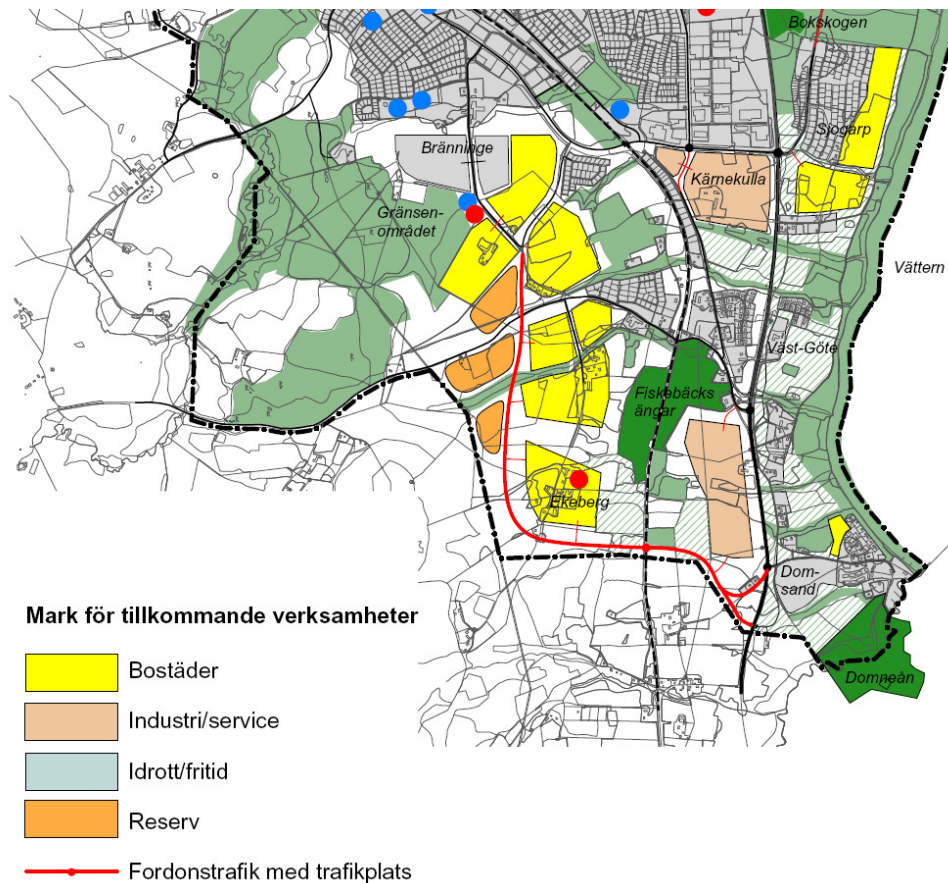 Bokskogen
Sjogarp
Bränninge
Kärnekulla
Gränsen-
området
Vättern
Väst-Göte
Fiskebäcks
ängar
Ekeberg
Dom-
sand
Domneån
Mark för tillkommande verksamheter
Bostäder
Industri/service
Idrott/fritid
Reserv
Fordonstrafik med trafikplats